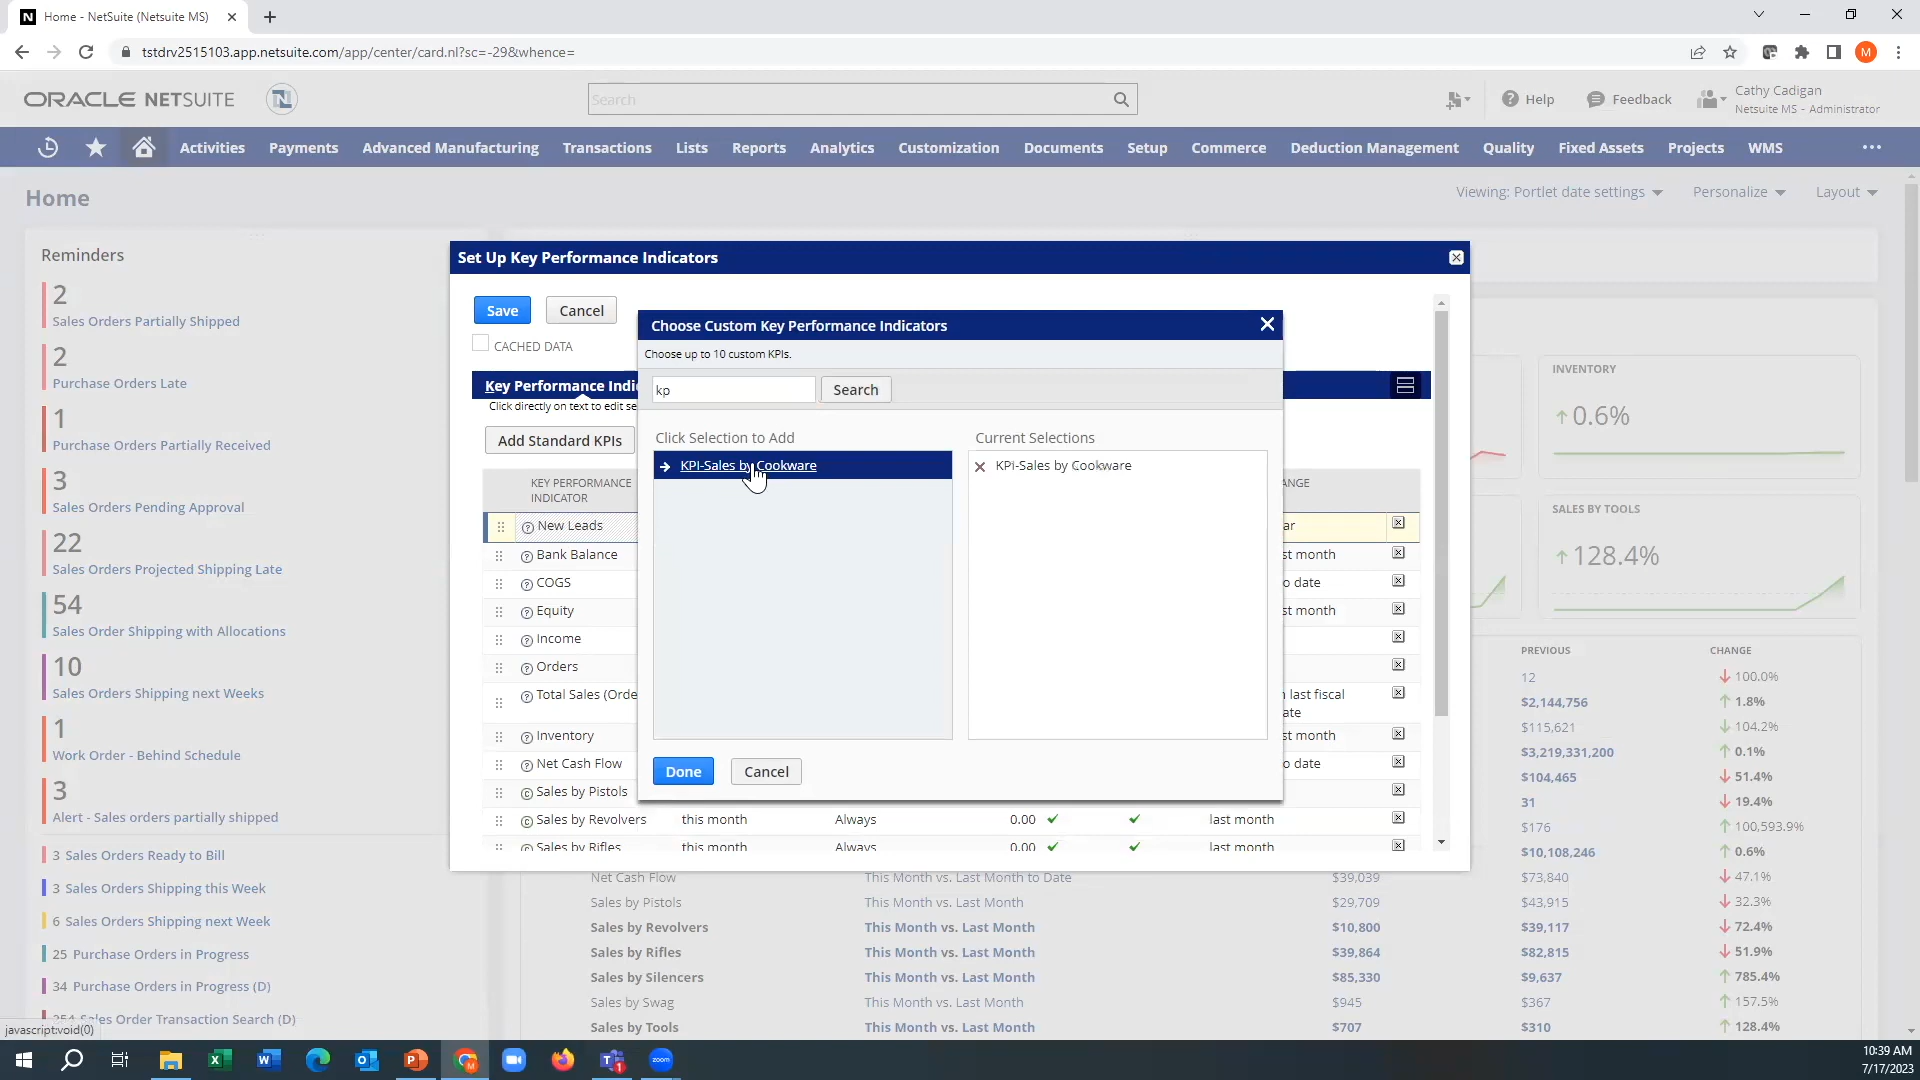 Home - NetSuite (Netsuite MS)
tstdrv2515103.app.netsuite.com/app/center/card.nl?sc=-29&whence=
M
ORACLE NETSUITE
Search
Help
Feedback
Cathy Cadigan
Netsuite MS - Administrator
Activities Payments Advanced Manufacturing Transactions Lists Reports Analytics Customization Documents Setup Commerce Deduction Management Quality Fixed Assets Projects WMS
Home
Viewing: Portlet date settings Personalize Layout
Reminders
2
Sales Orders Partially Shipped
2
Purchase Orders Late
1
Purchase Orders Partially Received
3
Sales Orders Pending Approval
22
Sales Orders Projected Shipping Late
54
Sales Order Shipping with Allocations
10
Sales Orders Shipping next Weeks
1
Work Order - Behind Schedule
3
Alert - Sales orders partially shipped
3 Sales Orders Ready to Bill
3 Sales Orders Shipping this Week
6 Sales Orders Shipping next Week
25 Purchase Orders in Progress
34 Purchase Orders in Progress (D)
Sales Order Transaction Search (D)
javascript:void(0)
Set Up Key Performance Indicators
Save Cancel
CACHED DATA
Key Performance Indi
Click directly on text to edit se
Add Standard KPIs
KEY PERFORMANCE
INDICATOR
ANGE
New Leads ar
Bank Balance st month
COGS o date
Equity st month
Income
Orders
Total Sales (Orde last fiscal
ate
Inventory st month
Net Cash Flow o date
Sales by Pistols
Sales by Revolvers this month Always 0.00 last month
Sales by Rifles this month Always 0.00 last month
Choose Custom Key Performance Indicators
Choose up to 10 custom KPIs.
kp
Search
Click Selection to Add
KPI-Sales by Cookware
Current Selections
KPI-Sales by Cookware
Done Cancel
INVENTORY
0.6%
SALES BY TOOLS
128.4%
PREVIOUS CHANGE
12 100.0%
$2,144,756 1.8%
$115,621 104.2%
$3,219,331,200 0.1%
$104,465 51.4%
31 19.4%
$176 100,593.9%
$10,108,246 0.6%
Net Cash Flow This Month vs. Last Month to Date $39,039 $73,840 47.1%
Sales by Pistols This Month vs. Last Month $29,709 $43,915 32.3%
Sales by Revolvers This Month vs. Last Month $10,800 $39,117 72.4%
Sales by Rifles This Month vs. Last Month $39,864 $82,815 51.9%
Sales by Silencers This Month vs. Last Month $85,330 $9,637 785.4%
Sales by Swag This Month vs. Last Month $945 $367 157.5%
Sales by Tools This Month vs. Last Month $707 $310 128.4%
zoom
10:39 AM
7/17/2023